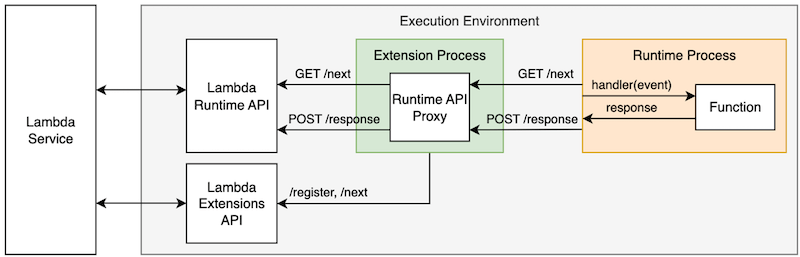 Execution Environment
Lambda
Service
Lambda
Runtime API
GET /next
POST /response
Extension Process
Runtime API
Proxy
GET /next
POST /response
Runtime Process
handler(event)
response
Function
Lambda
Extensions
API
/register, /next